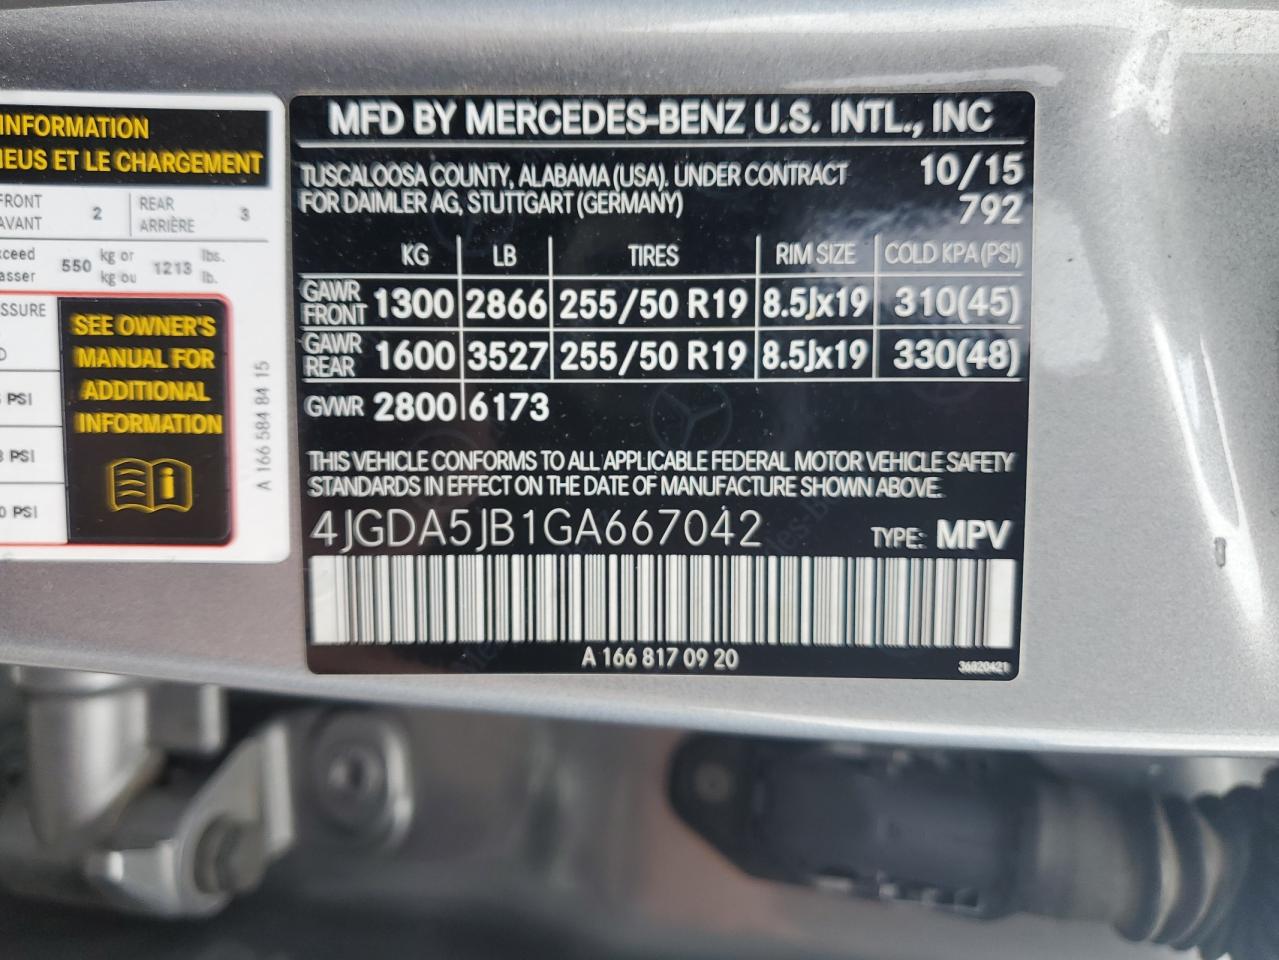 INFORMATION
ET LE CHARGEMENT
FRONT
AVANT
2
REAR
ARRIÈRE
3
550 kg or
kg ou
1213 lbs.
lb.
SEE OWNER'S
MANUAL FOR
ADDITIONAL
INFORMATION
PSI
PSI
PSI
A 166 584 84 15
MFD BY MERCEDES-BENZ U.S. INTL., INC
TUSCALOOSA COUNTY, ALABAMA (USA). UNDER CONTRACT 10/15
FOR DAIMLER AG, STUTTGART (GERMANY) 792
KG LB TIRES RIM SIZE COLD KPA (PSI)
GAWR FRONT 1300 2866 255/50 R19 8.5Jx19 310(45)
GAWR REAR 1600 3527 255/50 R19 8.5Jx19 330(48)
GVWR 2800 6173
THIS VEHICLE CONFORMS TO ALL APPLICABLE FEDERAL MOTOR VEHICLE SAFETY
STANDARDS IN EFFECT ON THE DATE OF MANUFACTURE SHOWN ABOVE.
4JGDA5JB1GA667042 TYPE: MPV
A 166 817 09 20
36820421